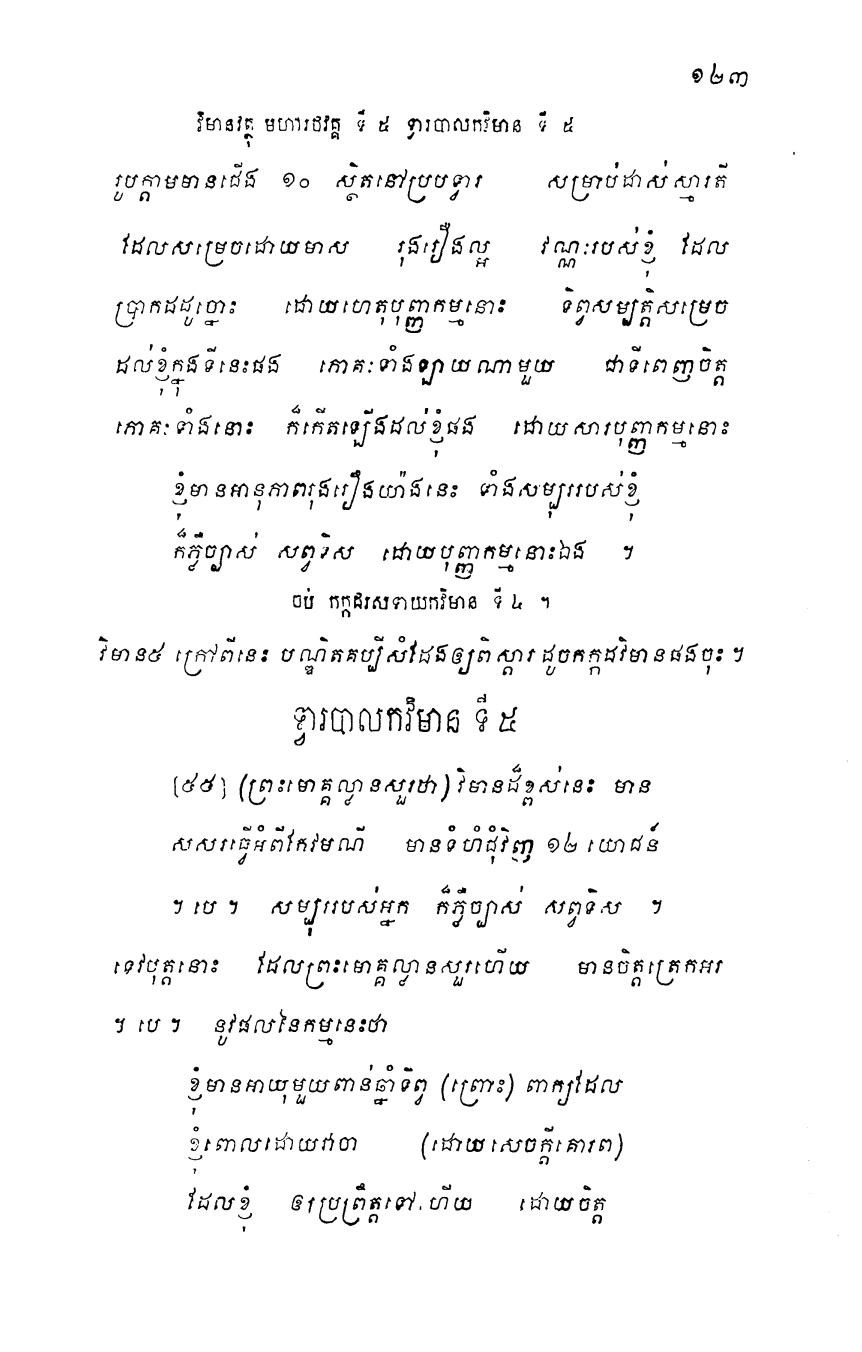 ១២៣
វិមានវត្ថុ មហារថវគ្គ ទី ៥ ទ្វារបាលកវិមាន ទី ៥
រូបក្តាមមានជើង ១០ ស្ថិតនៅប្របទ្វារ សម្រាប់ដាស់ស្មារតី
ដែលសម្រេចដោយមាស រុងរឿងល្អ វណ្ណៈរបស់ខ្ញុំ ដែល
ប្រាកដដូច្នោះ ដោយហេតុបុញ្ញកម្មនោះ ទិព្វសម្បត្តិសម្រេច
ដល់ខ្ញុំក្នុងទីនេះផង ភោគៈទាំងឡាយណាមួយ ជាទីពេញចិត្ត
ភោគៈទាំងនោះ ក៏កើតឡើងដល់ខ្ញុំផង ដោយសារបុញ្ញកម្មនោះ
ខ្ញុំមានអានុភាពរុងរឿងយ៉ាងនេះ ទាំងសម្បុររបស់ខ្ញុំ
ក៏ភ្លឺច្បាស់ សព្វទិស ដោយបុញ្ញកម្មនោះឯង ។
ចប់ កក្កដរសទាយកវិមាន ទី ៤ ។
វិមាន៥ ក្រៅពីនេះ បណ្ឌិតគប្បីសំដែងឲ្យពិស្តារ ដូចកក្កដវិមានផងចុះ ។
ទ្វារបាលកវិមាន ទី ៥
[៥៥] (ព្រះមោគ្គល្លានសួរថា) វិមានដ៏ខ្ពស់នេះ មាន
សសរធ្វើអំពីកែវមណី មានទំហំជុំវិញ ១២ យោជន៍
។ បេ ។ សម្បុររបស់អ្នក ក៏ភ្លឺច្បាស់ សព្វទិស ។
ទេវបុត្តនោះ ដែលព្រះមោគ្គល្លានសួរហើយ មានចិត្តត្រេកអរ
។ បេ ។ នូវផលនៃកម្មនេះថា
ខ្ញុំមានអាយុមួយពាន់ឆ្នាំទិព្វ (ព្រោះ) ពាក្យដែល
ខ្ញុំពោលដោយវាចា (ដោយសេចក្តីគោរព)
ដែលខ្ញុំ ឲ្យប្រព្រឹត្តទៅហើយ ដោយចិត្ត